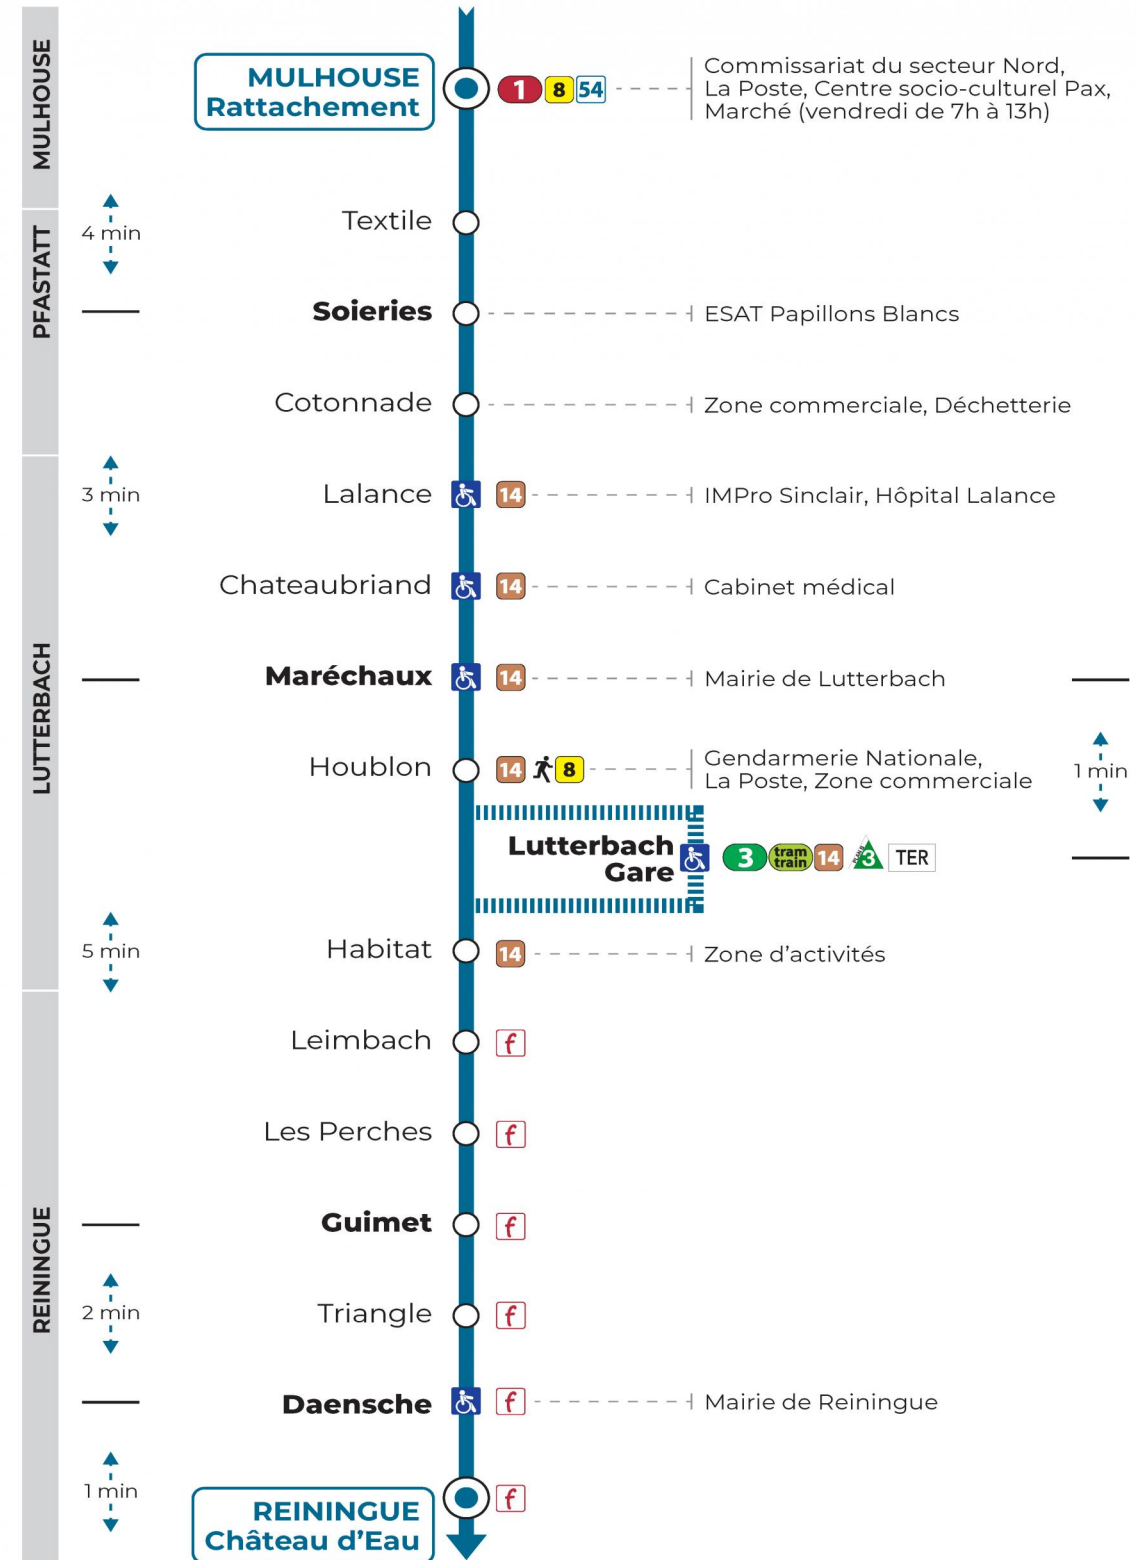 MULHOUSE
MULHOUSE
Rattachement
1 8 54
Commissariat du secteur Nord,
La Poste, Centre socio-culturel Pax,
Marché (vendredi de 7h à 13h)
PFASTATT
4 min
Textile
Soieries
ESAT Papillons Blancs
Cotonnade
Zone commerciale, Déchetterie
LUTTERBACH
3 min
Lalance
14
IMPro Sinclair, Hôpital Lalance
Chateaubriand
14
Cabinet médical
Maréchaux
14
Mairie de Lutterbach
Houblon
14 8
Gendarmerie Nationale,
La Poste, Zone commerciale
1 min
Lutterbach
Gare
3
tram
train
14
3
TER
5 min
Habitat
14
Zone d’activités
REININGUE
Leimbach
f
Les Perches
f
Guimet
f
2 min
Triangle
f
Daensche
f
Mairie de Reiningue
1 min
REININGUE
Château d’Eau
f